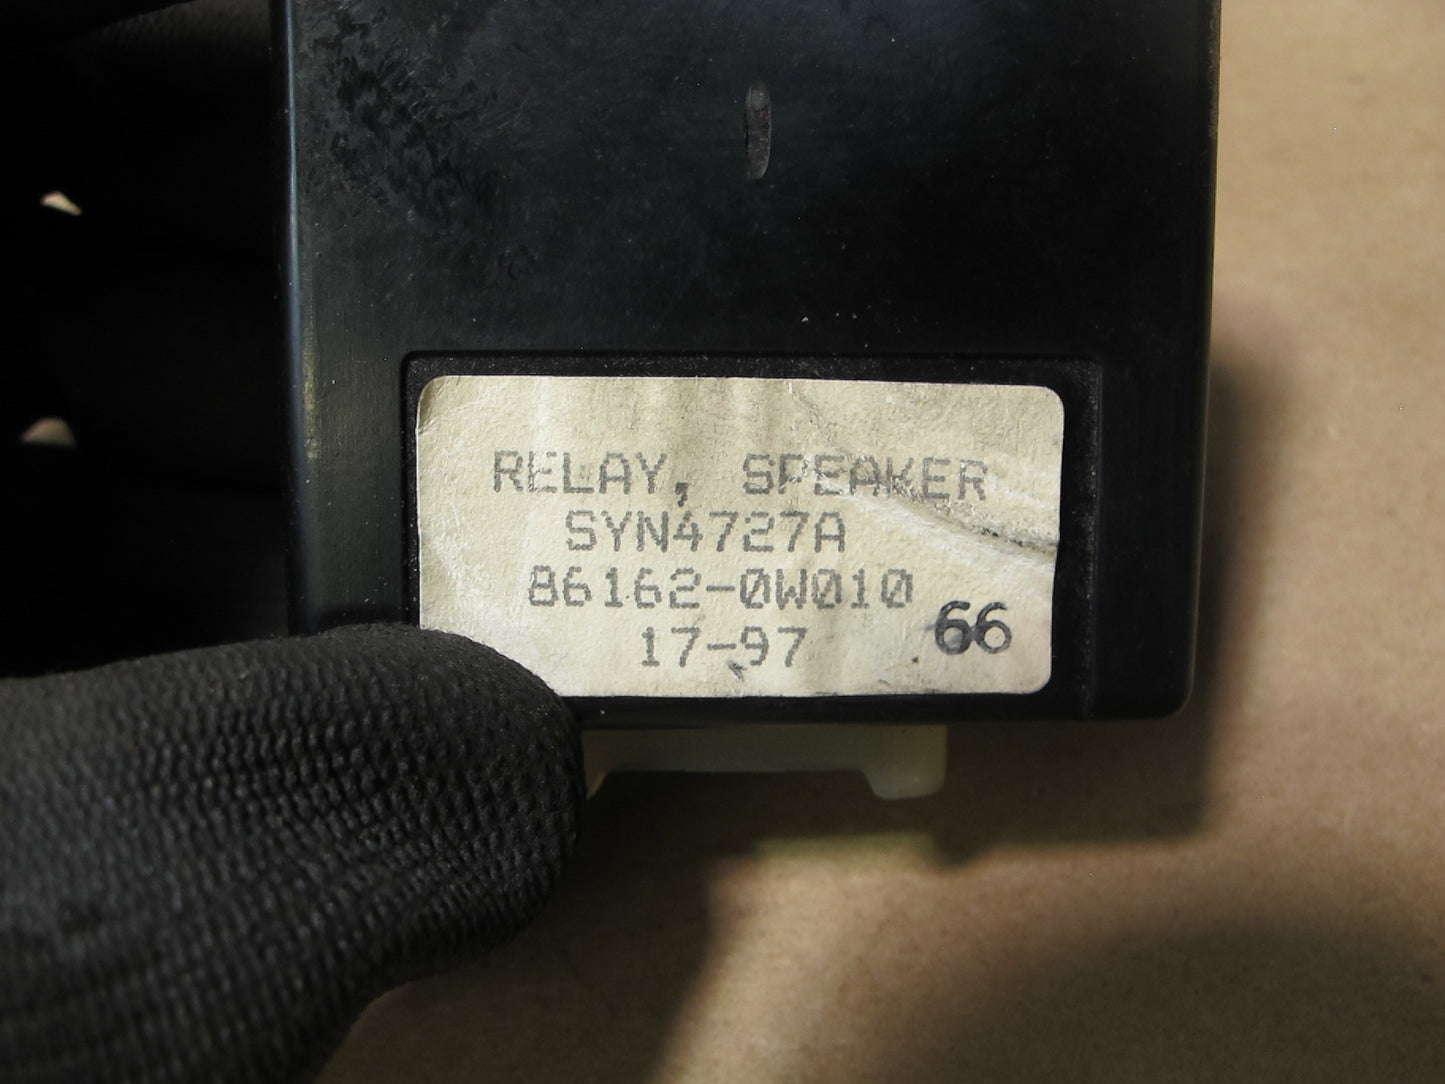 RELAY, SPEAKER
SYN4727A
86162-0W010
17-97
66